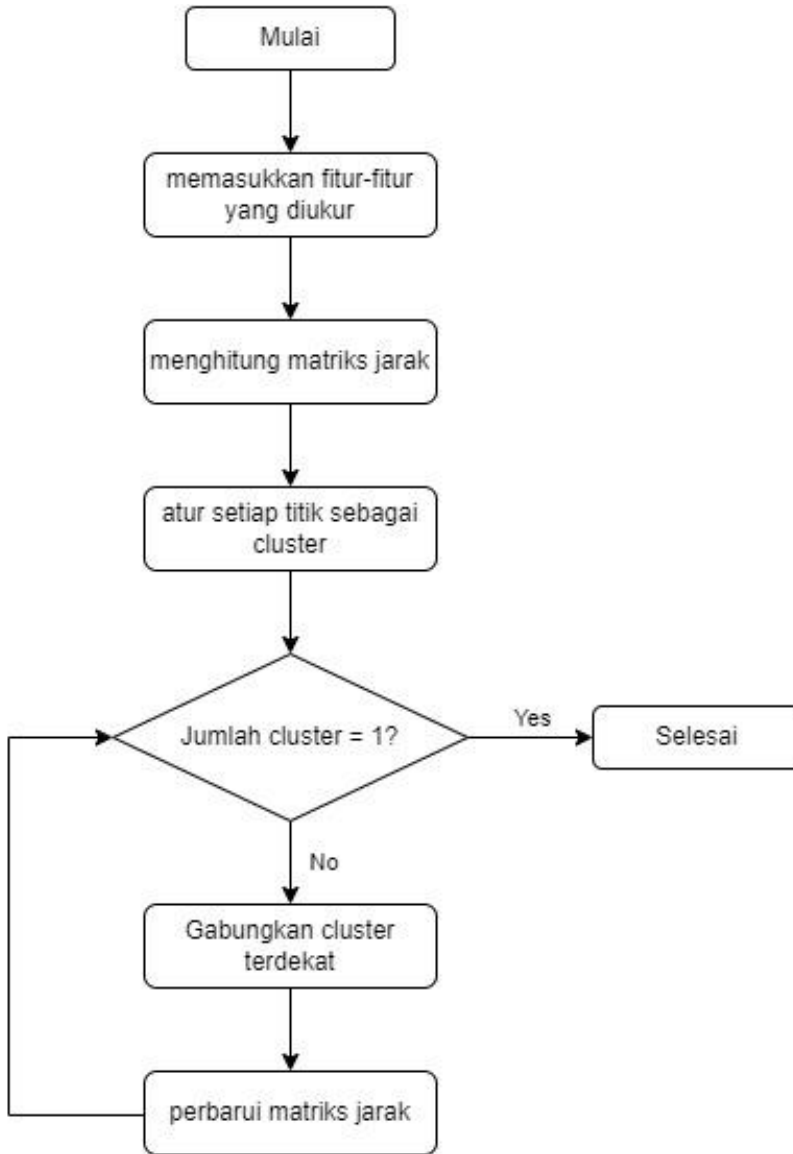 Mulai
memasukkan fitur-fitur
yang diukur
menghitung matriks jarak
atur setiap titik sebagai
cluster
Jumlah cluster = 1?
Yes
Selesai
No
Gabungkan cluster
terdekat
perbarui matriks jarak